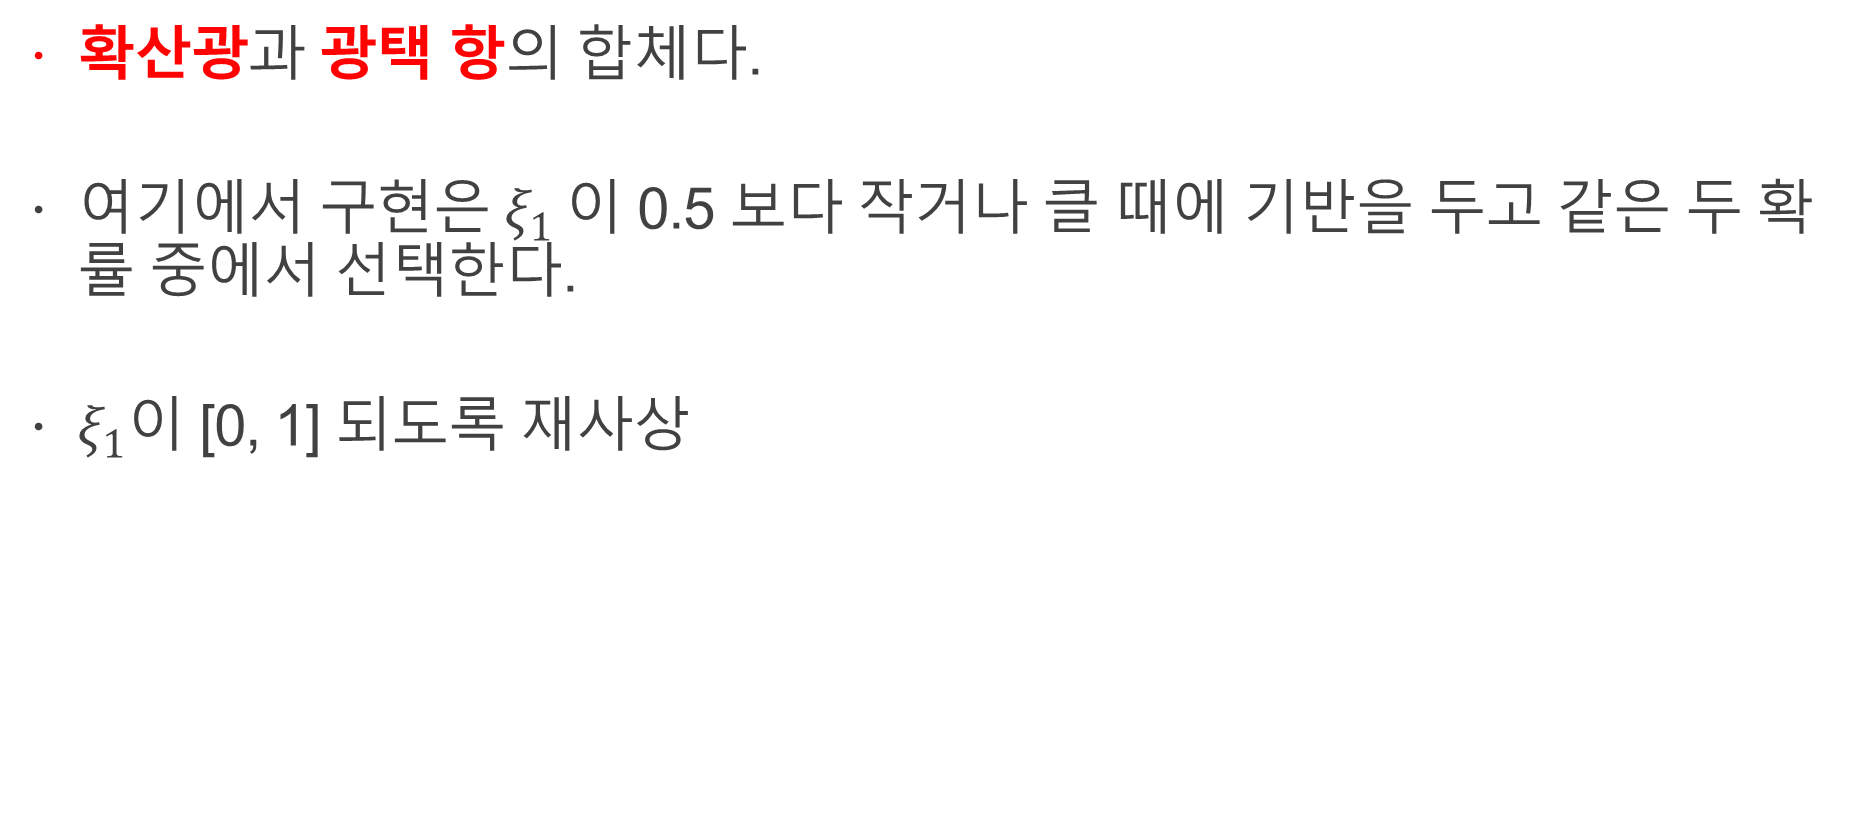 • 확산광과 광택 항의 합체다.
• 여기에서 구현은 ξ₁ 이 0.5 보다 작거나 클 때에 기반을 두고 같은 두 확
률 중에서 선택한다.
• ξ₁이 [0, 1] 되도록 재사상